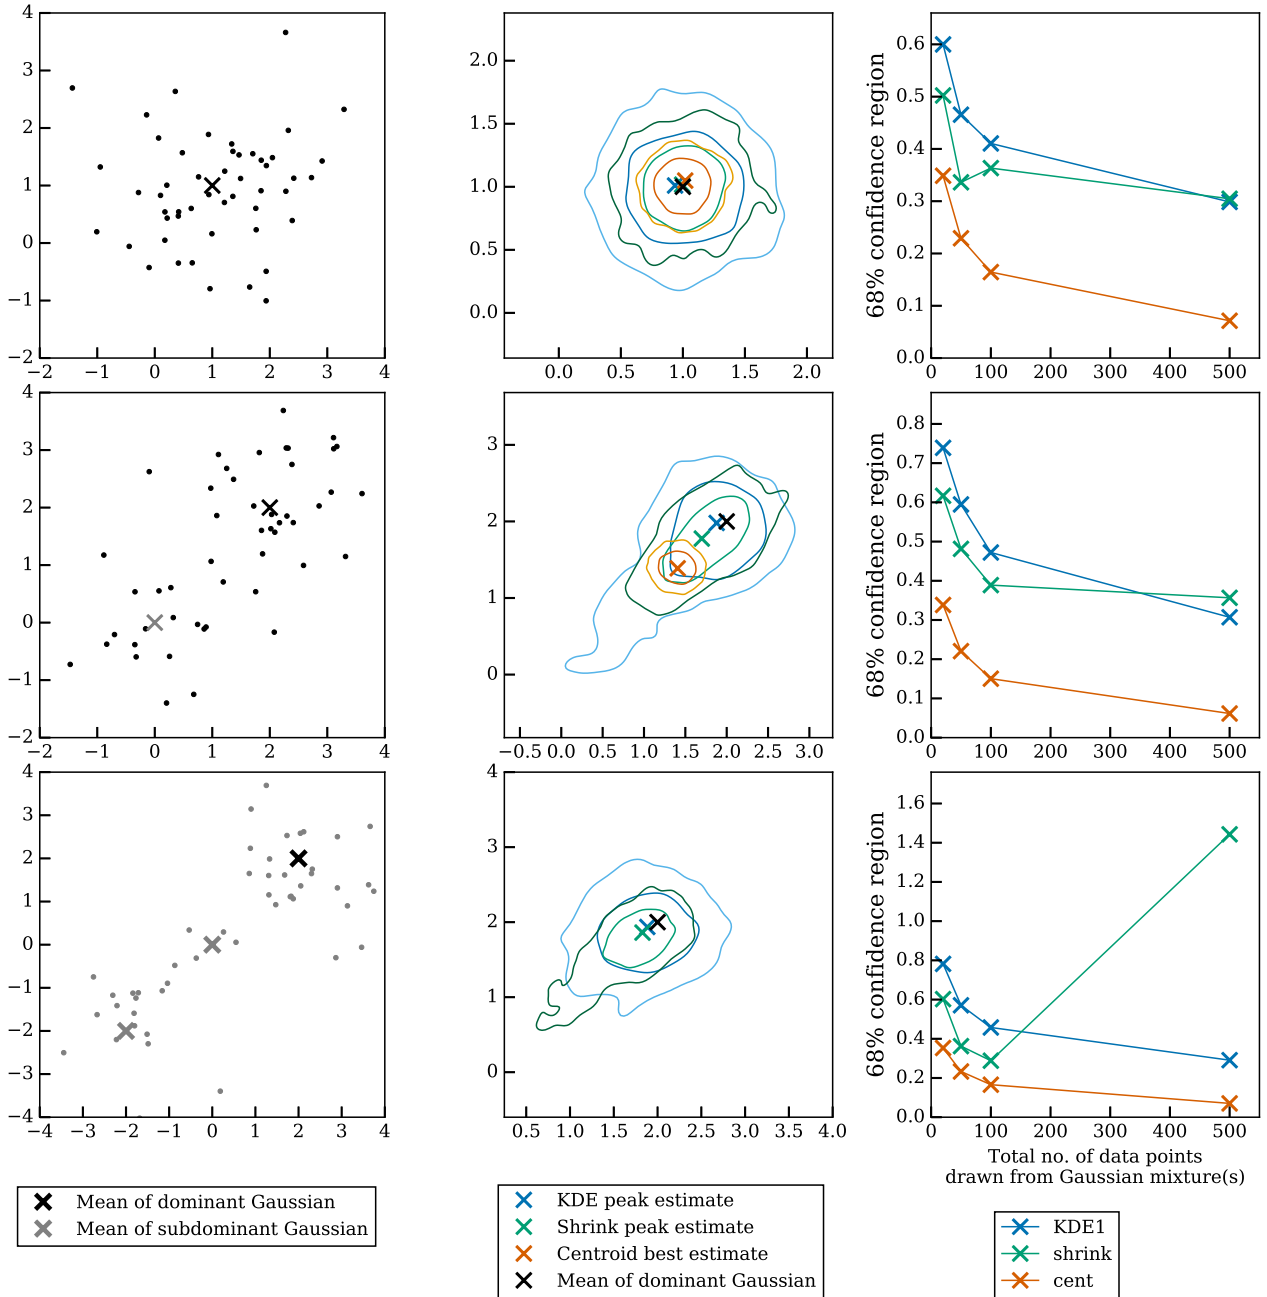 4
3
2
1
0
−1
−2
−2 −1 0 1 2 3 4
2.0
1.5
1.0
0.5
0.0
0.0 0.5 1.0 1.5 2.0
68% confidence region
0.6
0.5
0.4
0.3
0.2
0.1
0.0
0 100 200 300 400 500
4
3
2
1
0
−1
−2
−2 −1 0 1 2 3 4
3
2
1
0
−0.5 0.0 0.5 1.0 1.5 2.0 2.5 3.0
68% confidence region
0.8
0.7
0.6
0.5
0.4
0.3
0.2
0.1
0.0
0 100 200 300 400 500
4
3
2
1
0
−1
−2
−3
−4
−4 −3 −2 −1 0 1 2 3 4
4
3
2
1
0
0.5 1.0 1.5 2.0 2.5 3.0 3.5 4.0
68% confidence region
1.6
1.4
1.2
1.0
0.8
0.6
0.4
0.2
0.0
0 100 200 300 400 500
Total no. of data points
drawn from Gaussian mixture(s)
Mean of dominant Gaussian
Mean of subdominant Gaussian
KDE peak estimate
Shrink peak estimate
Centroid best estimate
Mean of dominant Gaussian
KDE1
shrink
cent